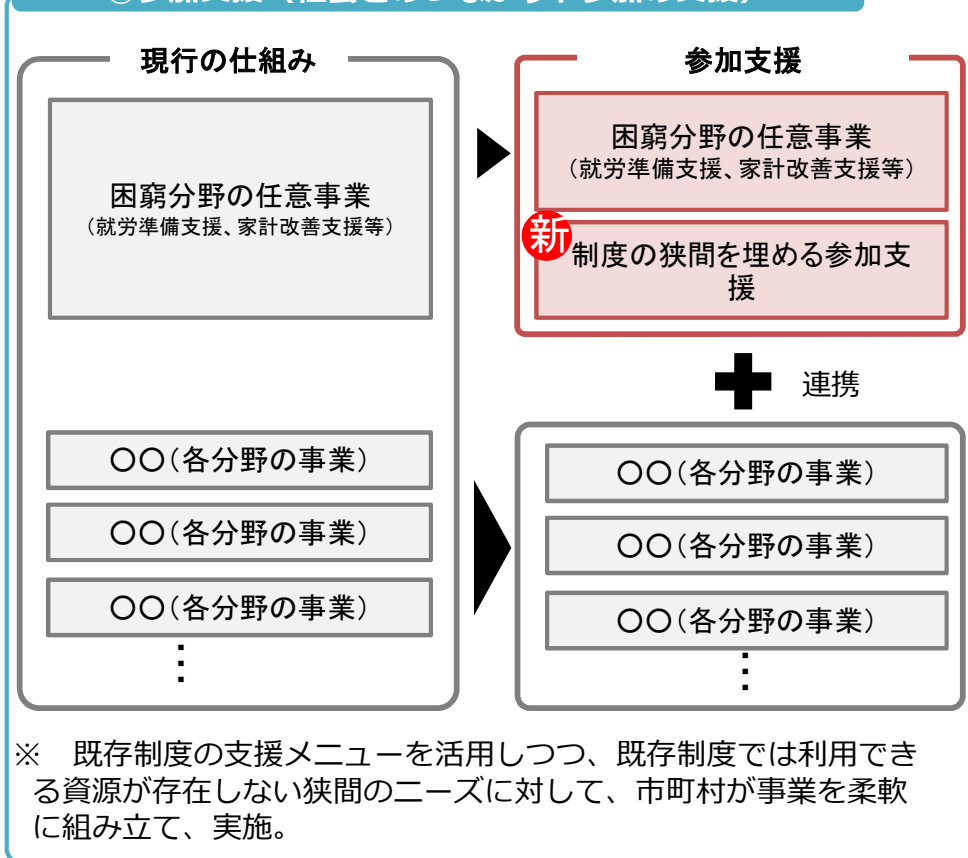 現行の仕組み
困窮分野の任意事業
(就労準備支援、家計改善支援等)
〇〇(各分野の事業)
〇〇(各分野の事業)
〇〇(各分野の事業)
⋮
参加支援
困窮分野の任意事業
(就労準備支援、家計改善支援等)
新
制度の狭間を埋める参加支
援
連携
〇〇(各分野の事業)
〇〇(各分野の事業)
〇〇(各分野の事業)
⋮
※　既存制度の支援メニューを活用しつつ、既存制度では利用でき
る資源が存在しない狭間のニーズに対して、市町村が事業を柔軟
に組み立て、実施。